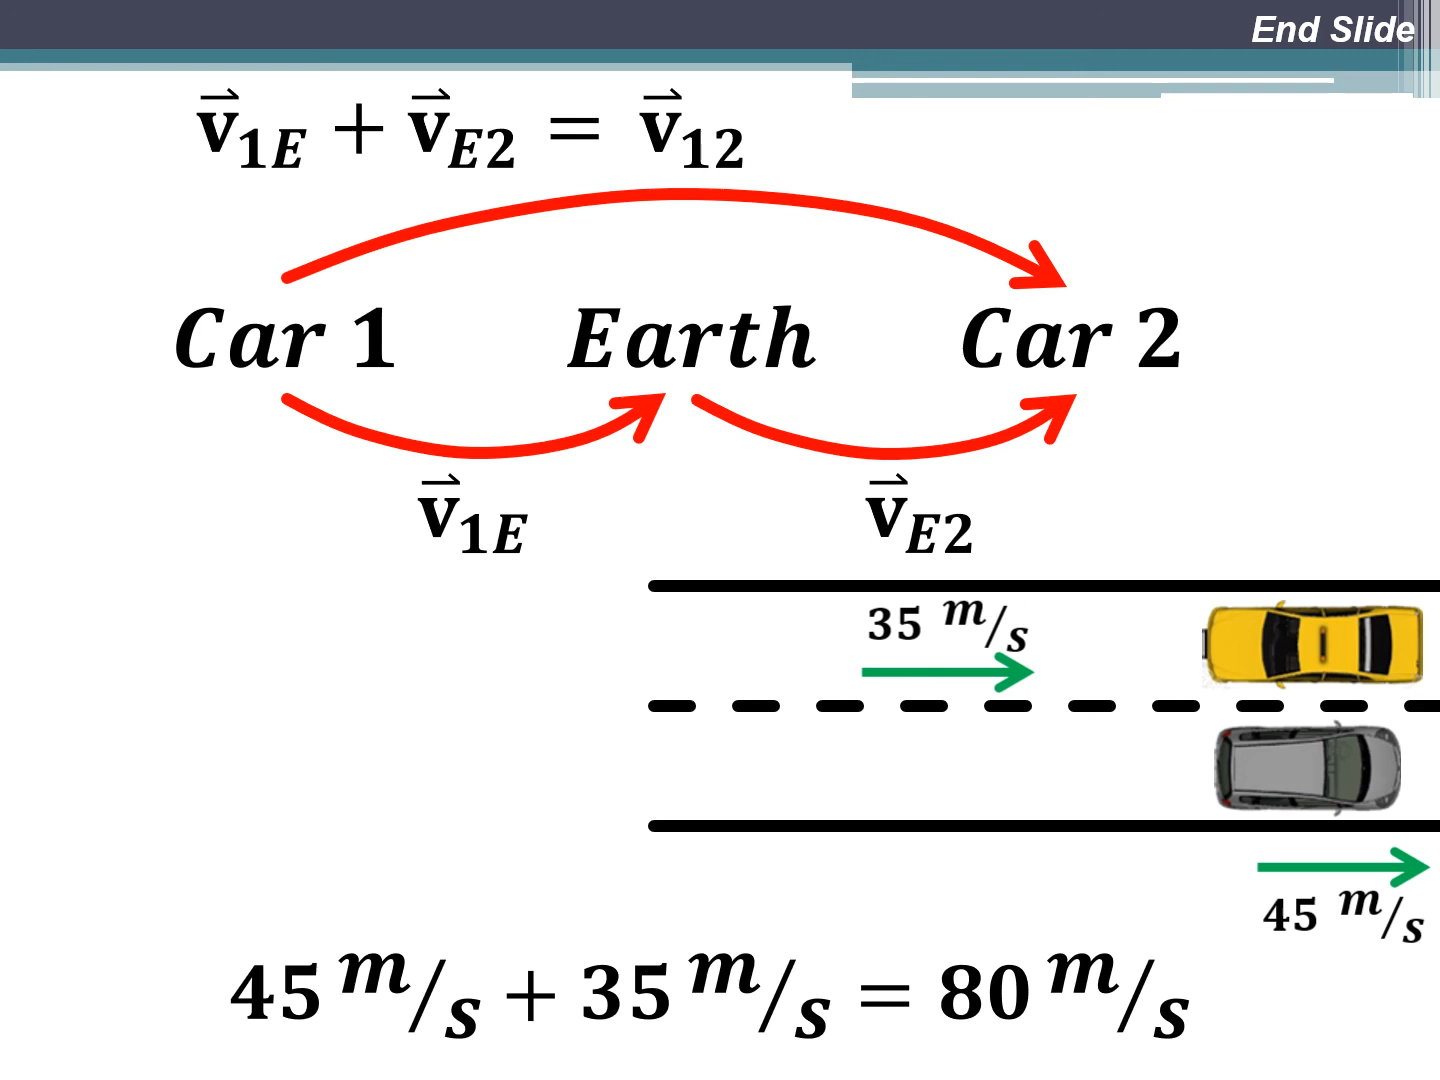 End Slide
v⃗₁E + v⃗E₂ = v⃗₁₂
Car 1 Earth Car 2
v⃗₁E v⃗E₂
35 m/s
45 m/s
45 m/s + 35 m/s = 80 m/s